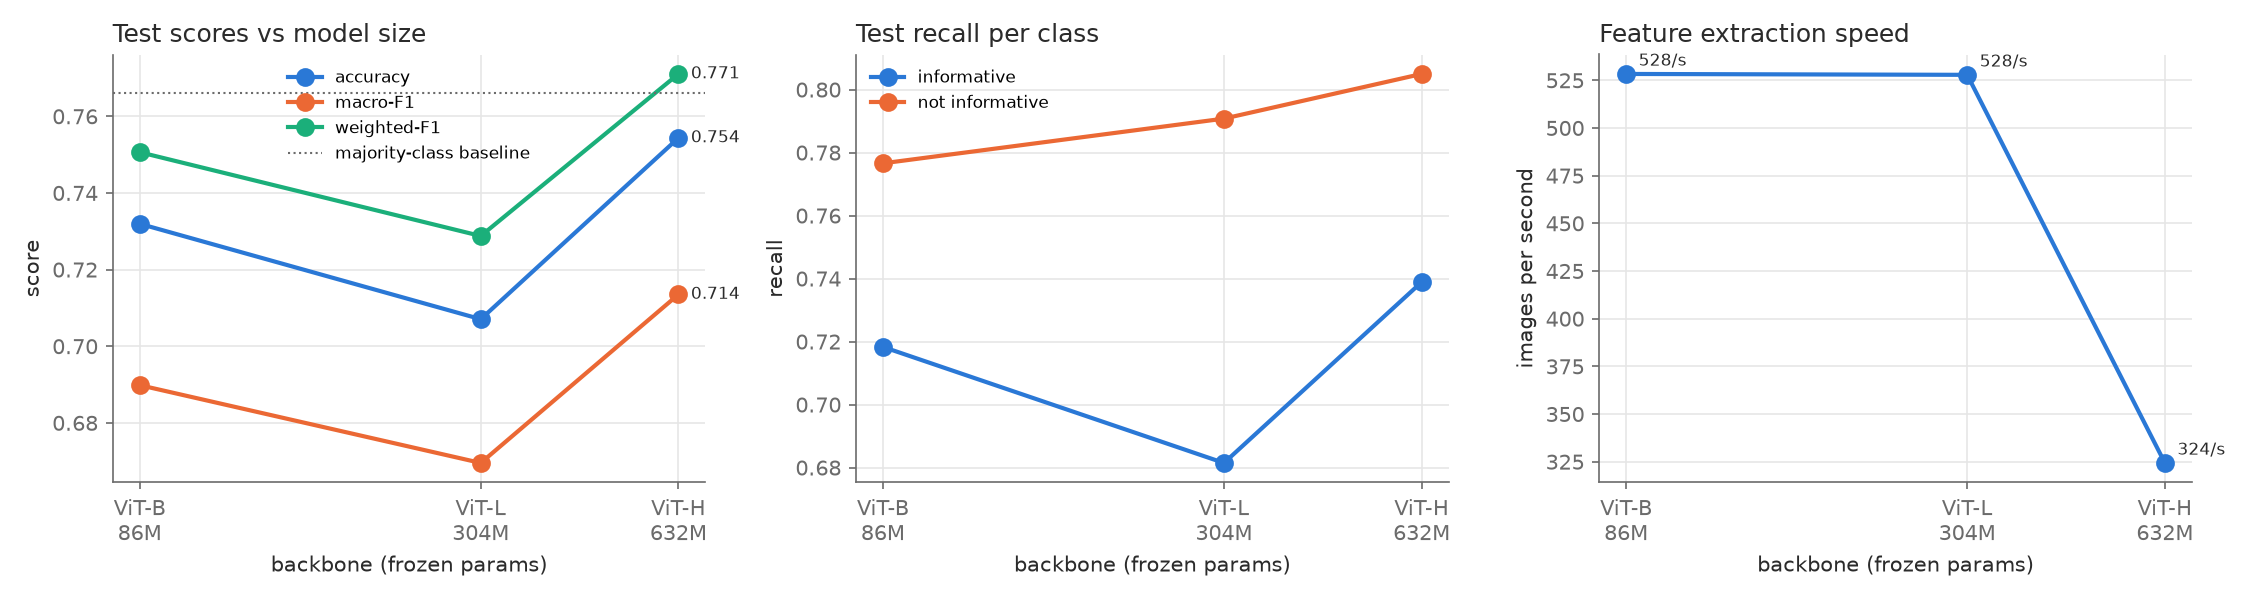 Test scores vs model size
accuracy
macro-F1
weighted-F1
majority-class baseline
0.771
0.754
0.714
0.76
0.74
0.72
0.70
0.68
score
ViT-B
86M
ViT-L
304M
ViT-H
632M
backbone (frozen params)
Test recall per class
informative
not informative
0.80
0.78
0.76
0.74
0.72
0.70
0.68
recall
ViT-B
86M
ViT-L
304M
ViT-H
632M
backbone (frozen params)
Feature extraction speed
528/s
528/s
324/s
525
500
475
450
425
400
375
350
325
images per second
ViT-B
86M
ViT-L
304M
ViT-H
632M
backbone (frozen params)